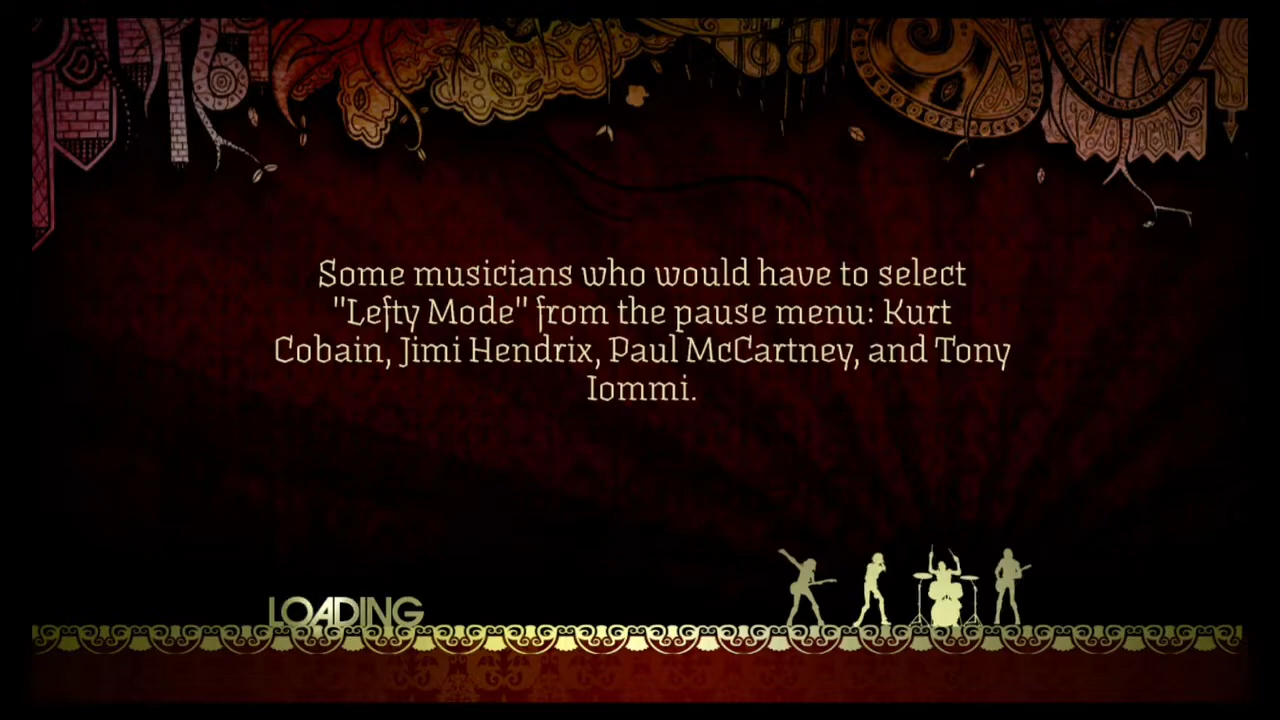 Some musicians who would have to select
"Lefty Mode" from the pause menu: Kurt
Cobain, Jimi Hendrix, Paul McCartney, and Tony
Iommi.
LOADING